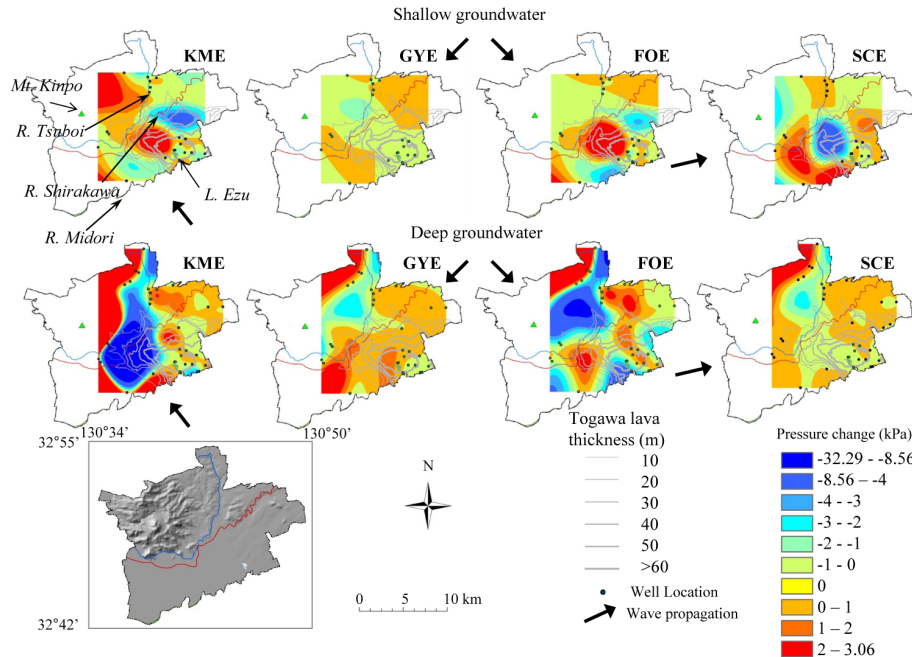 Shallow groundwater
KME
GYE
FOE
SCE
Mt. Kinpo
R. Tsuboi
R. Shirakawa
L. Ezu
R. Midori
Deep groundwater
KME
GYE
FOE
SCE
130°34'
130°50'
32°55'
32°42'
N
0 5 10 km
Togawa lava
thickness (m)
10
20
30
40
50
>60
Well Location
Wave propagation
Pressure change (kPa)
-32.29 - -8.56
-8.56 – -4
-4 - -3
-3 - -2
-2 - -1
-1 - 0
0
0 – 1
1 – 2
2 – 3.06